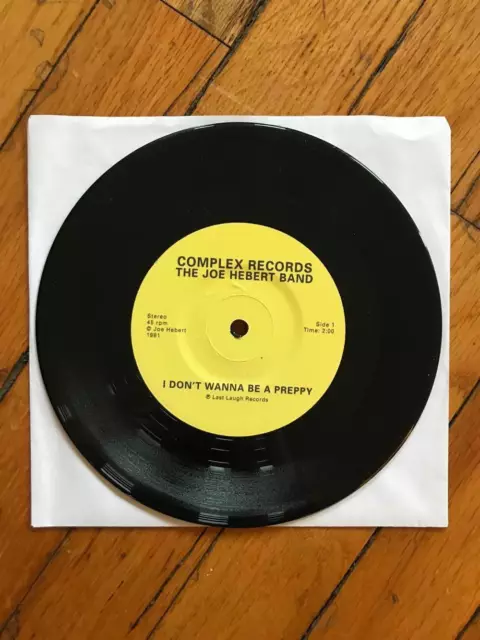 COMPLEX RECORDS
THE JOE HEBERT BAND
Stereo
45 rpm
© Joe Hebert
1981
Side 1
Time: 2:00
I DON'T WANNA BE A PREPPY
℗ Last Laugh Records